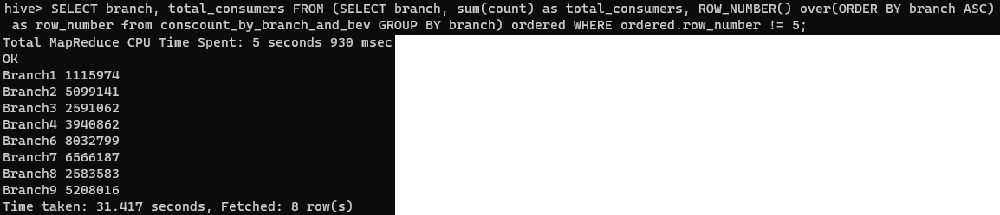 hive> SELECT branch, total_consumers FROM (SELECT branch, sum(count) as total_consumers, ROW_NUMBER() over(ORDER BY branch ASC)
as row_number from conscount_by_branch_and_bev GROUP BY branch) ordered WHERE ordered.row_number != 5;
Total MapReduce CPU Time Spent: 5 seconds 930 msec
OK
Branch1 1115974
Branch2 5099141
Branch3 2591062
Branch4 3940862
Branch6 8032799
Branch7 6566187
Branch8 2583583
Branch9 5208016
Time taken: 31.417 seconds, Fetched: 8 row(s)